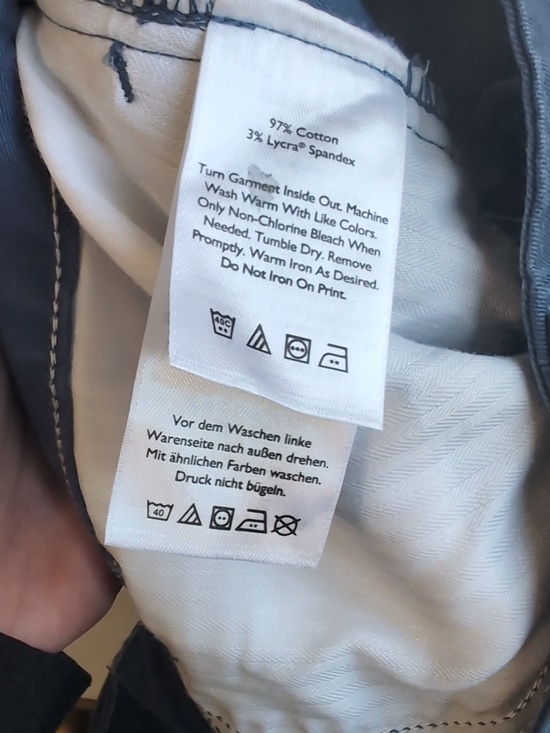 97% Cotton
3% Lycra® Spandex
Turn Garment Inside Out. Machine
Wash Warm With Like Colors.
Only Non-Chlorine Bleach When
Needed. Tumble Dry. Remove
Promptly. Warm Iron As Desired.
Do Not Iron On Print.
40C
Vor dem Waschen linke
Warenseite nach außen drehen.
Mit ähnlichen Farben waschen.
Druck nicht bügeln.
40